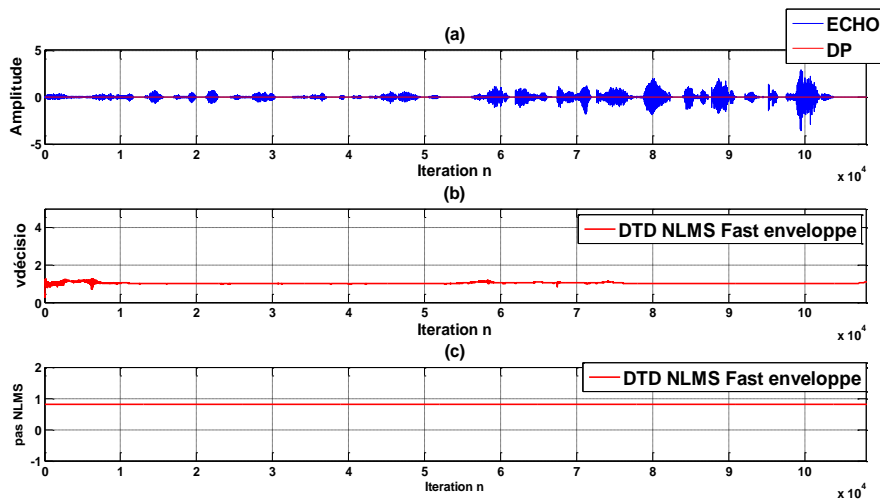 (a)
ECHO
DP
5
0
-5
Amplitude
0 1 2 3 4 5 6 7 8 9 10
Iteration n
x 10 4
(b)
DTD NLMS Fast enveloppe
4
2
0
vdécisio
0 1 2 3 4 5 6 7 8 9 10
Iteration n
x 10 4
(c)
DTD NLMS Fast enveloppe
2
1
0
-1
pas NLMS
0 1 2 3 4 5 6 7 8 9 10
Iteration n
x 10 4